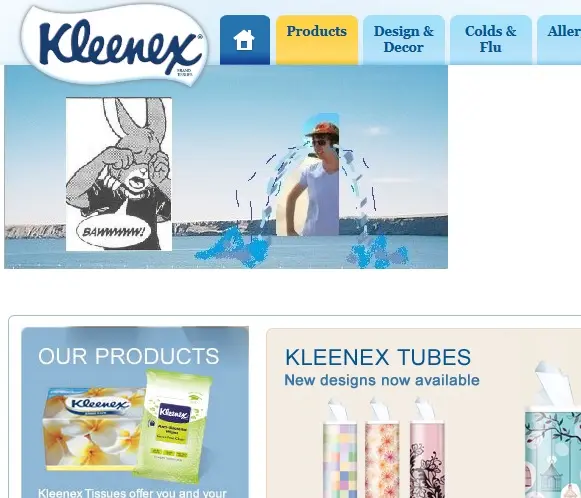 Kleenex®
BRAND
Products
Design &
Decor
Colds &
Flu
Aller
BAWWWWW!
OUR PRODUCTS
Kleenex
Kleenex
Kleenex Tissues offer you and your
KLEENEX TUBES
New designs now available